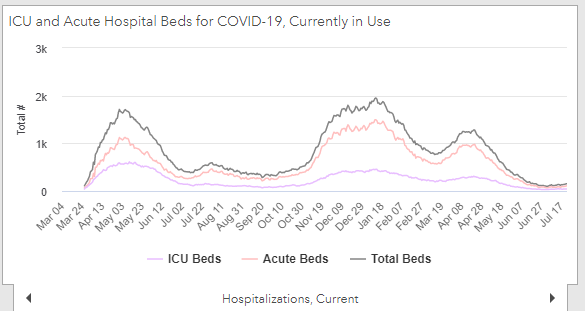 ICU and Acute Hospital Beds for COVID-19, Currently in Use
3k
2k
1k
0
Total #
Mar 04
Mar 24
Apr 13
May 03
May 23
Jun 12
Jul 02
Jul 22
Aug 11
Aug 31
Sep 20
Oct 10
Oct 30
Nov 19
Dec 09
Dec 29
Jan 18
Feb 07
Feb 27
Mar 19
Apr 08
Apr 28
May 18
Jun 07
Jun 27
Jul 17
ICU Beds
Acute Beds
Total Beds
Hospitalizations, Current